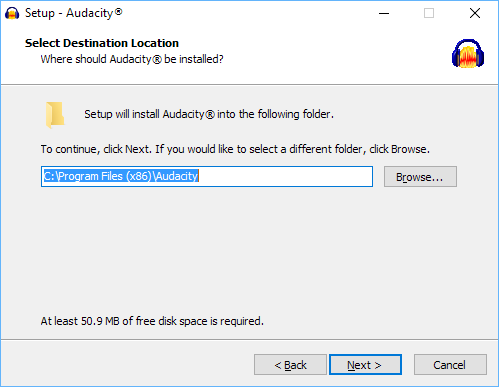 Setup - Audacity®
Select Destination Location
Where should Audacity® be installed?
Setup will install Audacity® into the following folder.
To continue, click Next. If you would like to select a different folder, click Browse.
C:\Program Files (x86)\Audacity
Browse...
At least 50.9 MB of free disk space is required.
< Back
Next >
Cancel